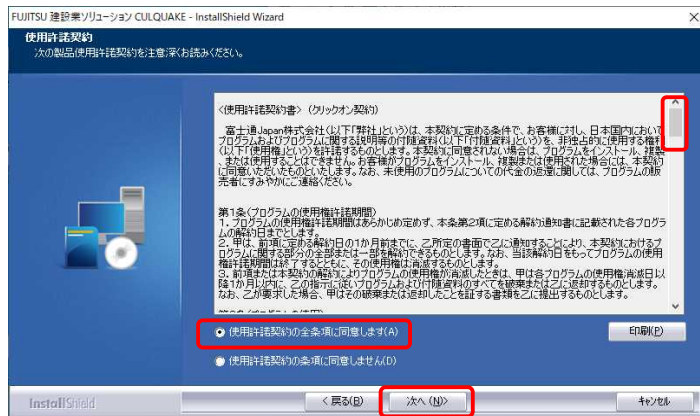 FUJITSU 建設業ソリューション CULQUAKE - InstallShield Wizard
使用許諾契約
次の製品使用許諾契約を注意深くお読みください。
<使用許諾契約書> (クリックオン契約)
富士通Japan株式会社(以下「弊社」という)は、本契約に定める条件で、お客様に対し、日本国内において
プログラムおよびプログラムに関する説明書等の付随資料(以下「付随資料」という)を、非独占的に使用する権利
(以下「使用権」という)を許諾するものとします。本契約に同意されない場合は、プログラムをインストール、複製
、または使用することはできません。お客様がプログラムをインストール、複製または使用された場合には、本契約
に同意いただいたものといたします。なお、未使用のプログラムについての代金の返還に関しては、プログラムの販
売者にすみやかにご連絡ください。
第1条(プログラムの使用権許諾期間)
1. プログラムの使用権許諾期間はあらかじめ定めず、本条第2項に定める解約通知書に記載された各プログラ
ムの解約日までとします。
2. 甲は、前項に定める解約日の1か月前までに、乙所定の書面で乙に通知することにより、本契約におけるプ
ログラムに関する部分の全部または一部を解約できるものとします。なお、当該解約日をもってプログラムの使用
権許諾期間は終了するとともに、その使用権は消滅するものとします。
3. 前項または本契約の解約によりプログラムの使用権が消滅したときは、甲は各プログラムの使用権消滅日以
降1か月以内に、乙の指示に従いプログラムおよび付随資料のすべてを破棄または乙に返却するものとします。
なお、乙が要求した場合、甲はその破棄または返却したことを証する書類を乙に提出するものとします。
使用許諾契約の全条項に同意します(A)
印刷(P)
使用許諾契約の条項に同意しません(D)
InstallShield
< 戻る(B)
次へ (N)>
キャンセル